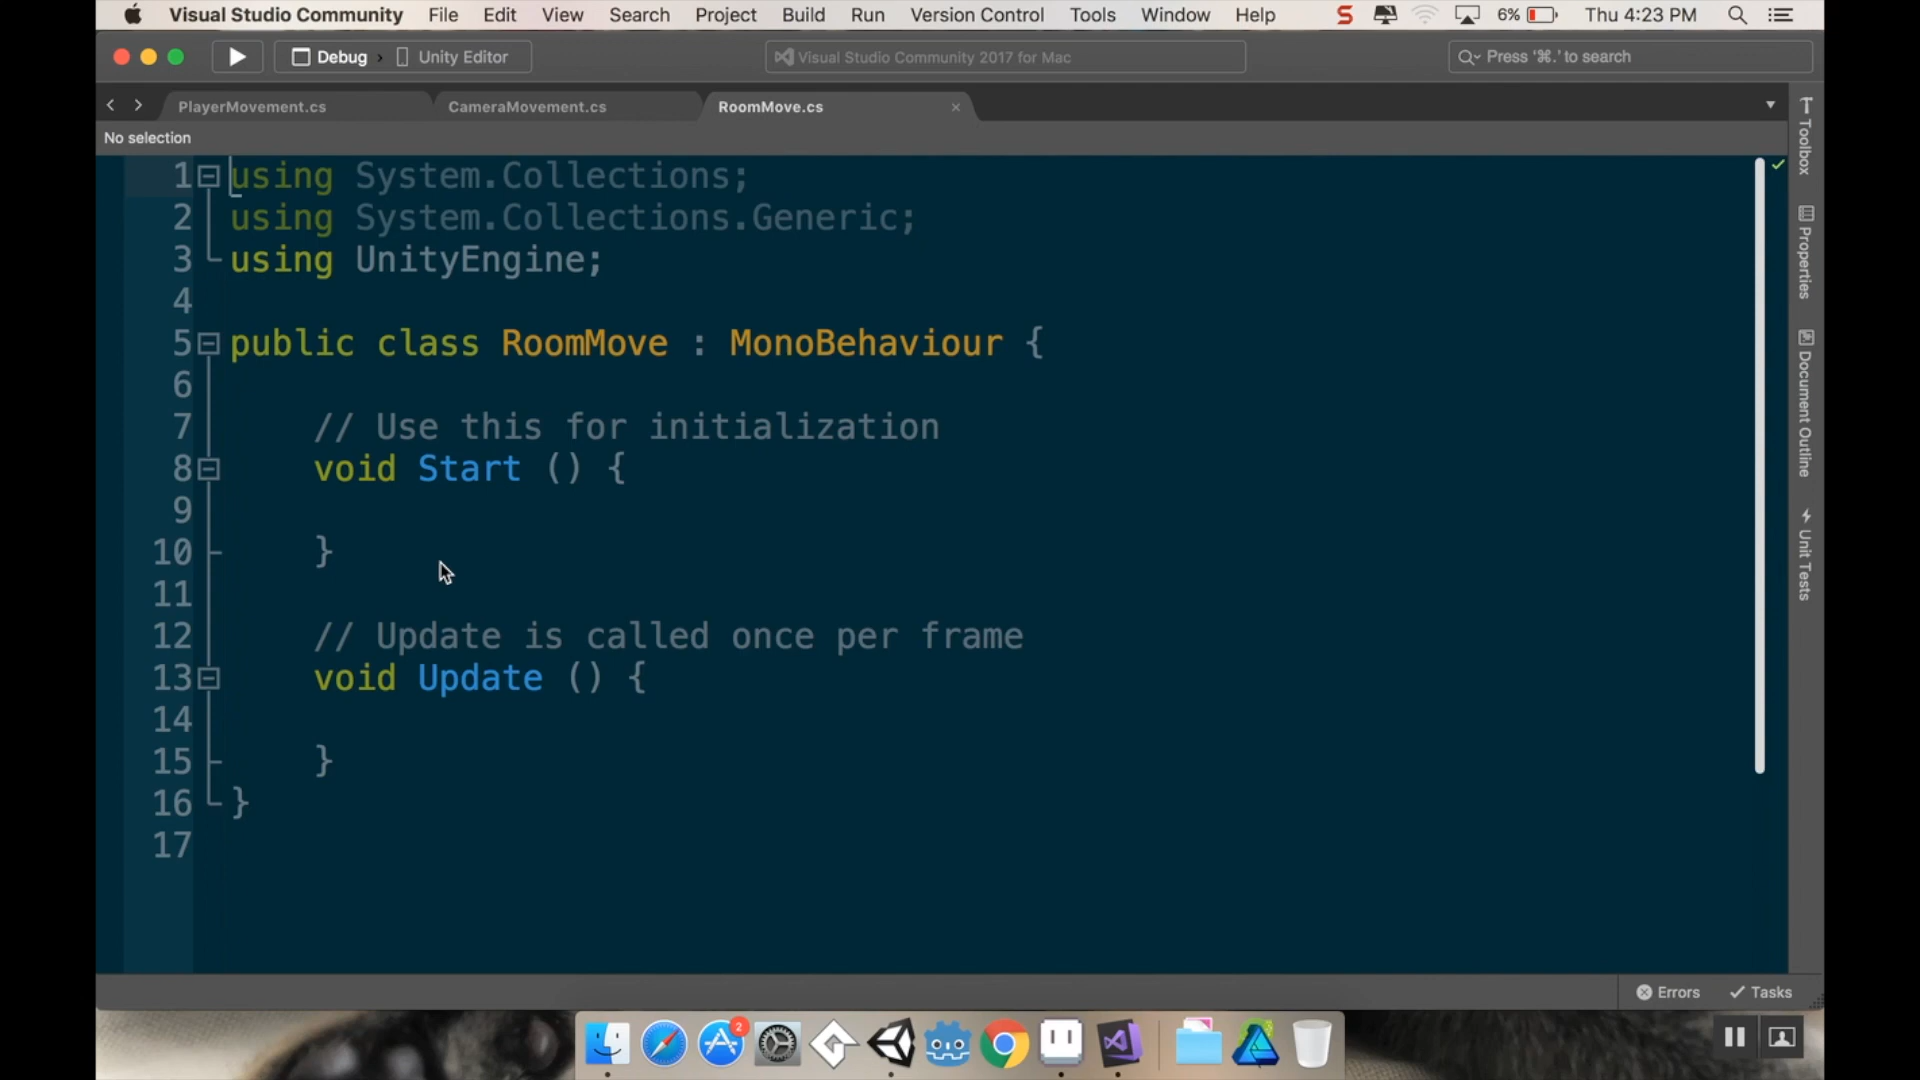 Visual Studio Community File Edit View Search Project Build Run Version Control Tools Window Help S 6% Thu 4:23 PM
Debug › Unity Editor Visual Studio Community 2017 for Mac Press '⌘.' to search
PlayerMovement.cs CameraMovement.cs RoomMove.cs ×
No selection
1 using System.Collections;
2 using System.Collections.Generic;
3 using UnityEngine;
4
5 public class RoomMove : MonoBehaviour {
6
7 // Use this for initialization
8 void Start () {
9
10 }
11
12 // Update is called once per frame
13 void Update () {
14
15 }
16 }
17
Toolbox
Properties
Document Outline
Unit Tests
Errors Tasks
2